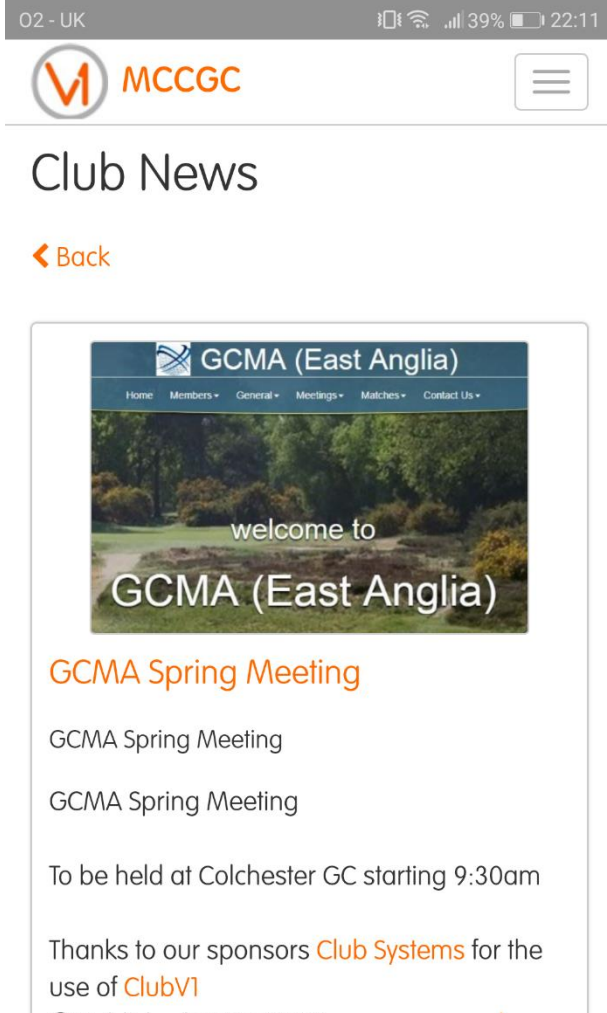 O2 - UK 39% 22:11
V1 MCCGC
Club News
Back
GCMA (East Anglia)
Home Members General Meetings Matches Contact Us
welcome to
GCMA (East Anglia)
GCMA Spring Meeting
GCMA Spring Meeting
GCMA Spring Meeting
To be held at Colchester GC starting 9:30am
Thanks to our sponsors Club Systems for the
use of ClubV1